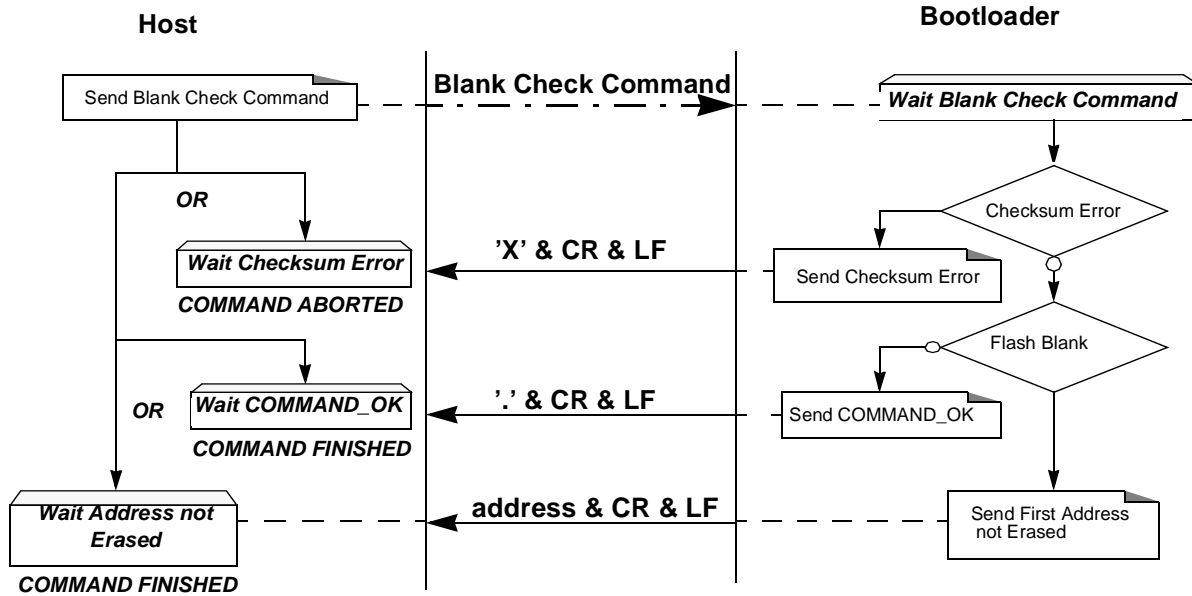 Host
Bootloader
Send Blank Check Command
Blank Check Command
Wait Blank Check Command
OR
Checksum Error
Wait Checksum Error
'X' & CR & LF
Send Checksum Error
COMMAND ABORTED
Flash Blank
OR
Wait COMMAND_OK
'.' & CR & LF
Send COMMAND_OK
COMMAND FINISHED
Wait Address not
Erased
address & CR & LF
Send First Address
not Erased
COMMAND FINISHED